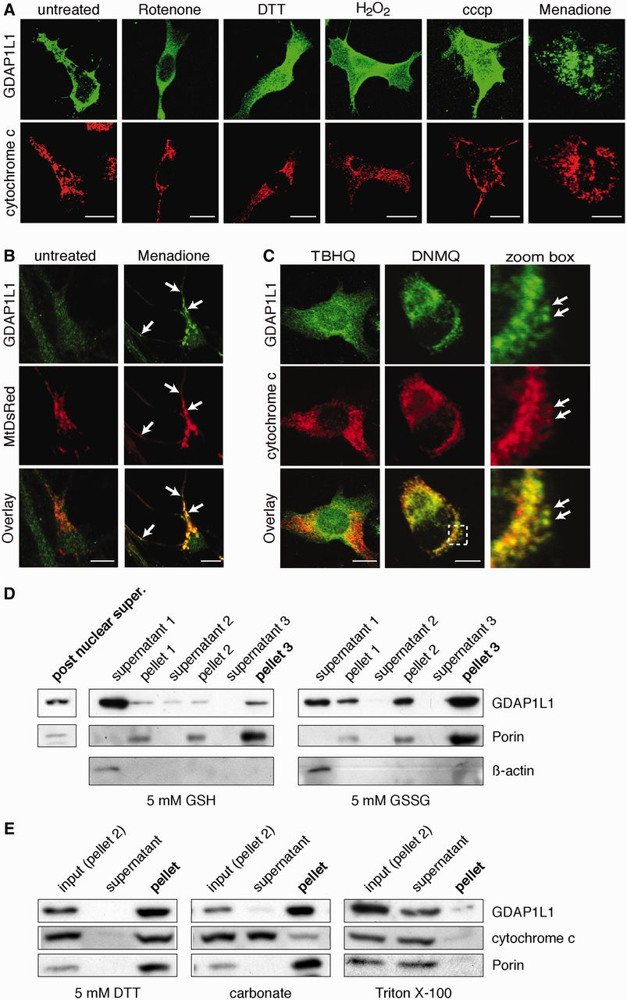 A untreated Rotenone DTT H₂O₂ cccp Menadione
GDAP1L1
cytochrome c
B untreated Menadione
GDAP1L1
MtDsRed
Overlay
C TBHQ DNMQ zoom box
GDAP1L1
cytochrome c
Overlay
D
post nuclear super. supernatant 1 pellet 1 supernatant 2 pellet 2 supernatant 3 pellet 3 supernatant 1 pellet 1 supernatant 2 pellet 2 supernatant 3 pellet 3
GDAP1L1
Porin
ß-actin
5 mM GSH 5 mM GSSG
E
input (pellet 2) supernatant pellet input (pellet 2) supernatant pellet input (pellet 2) supernatant pellet
GDAP1L1
cytochrome c
Porin
5 mM DTT carbonate Triton X-100